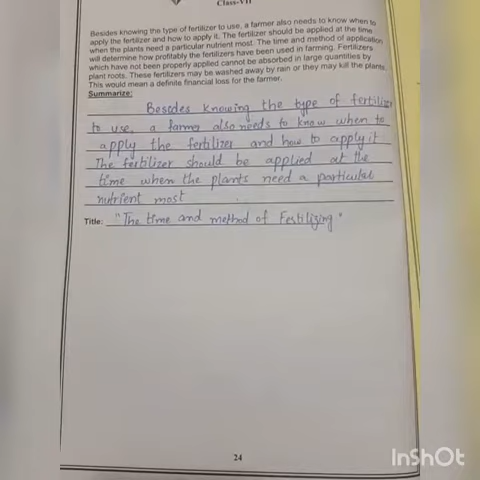 Class-VII
Besides knowing the type of fertilizer to use, a farmer also needs to know when to
apply the fertilizer and how to apply it. The fertilizer should be applied at the time
when the plants need a particular nutrient most. The time and method of application
will determine how profitably the fertilizers have been used in farming. Fertilizers
which have not been properly applied cannot be absorbed in large quantities by
plant roots. These fertilizers may be washed away by rain or they may kill the plants.
This would mean a definite financial loss for the farmer.
Summarize:
Besides knowing the type of fertilizer
to use, a farmer also needs to know when to
apply the fertilizer and how to apply it
The fertilizer should be applied at the
time when the plants need a particular
nutrient most
Title: "The time and method of Fertilizing"
24
InShOt